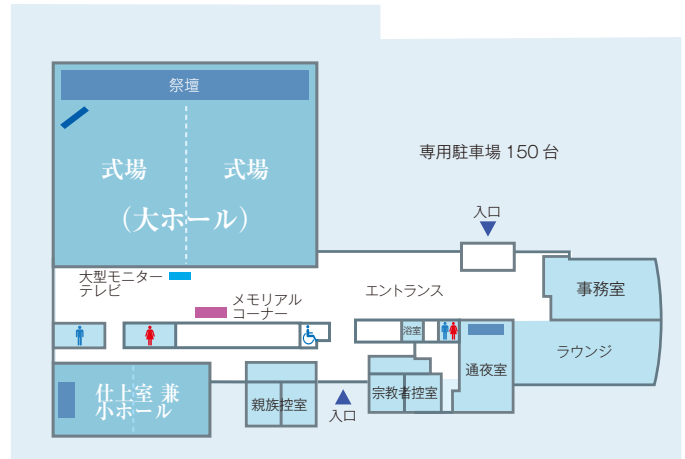 祭壇
式場
式場
（大ホール）
専用駐車場 150 台
入口
大型モニター
テレビ
メモリアル
コーナー
エントランス
事務室
浴室
ラウンジ
通夜室
仕上室 兼
小ホール
親族控室
入口
宗教者控室